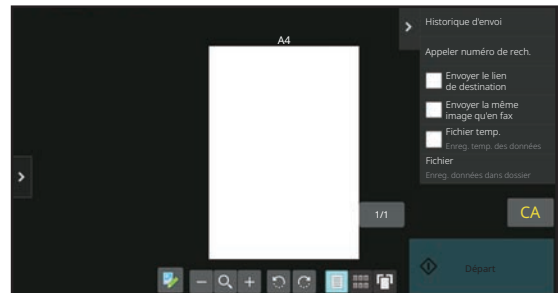 A4
Historique d'envoi
Appeler numéro de rech.
Envoyer le lien
de destination
Envoyer la même
image qu'en fax
Fichier temp.
Enreg. temp. des données
Fichier
Enreg. données dans dossier
1/1
CA
Départ